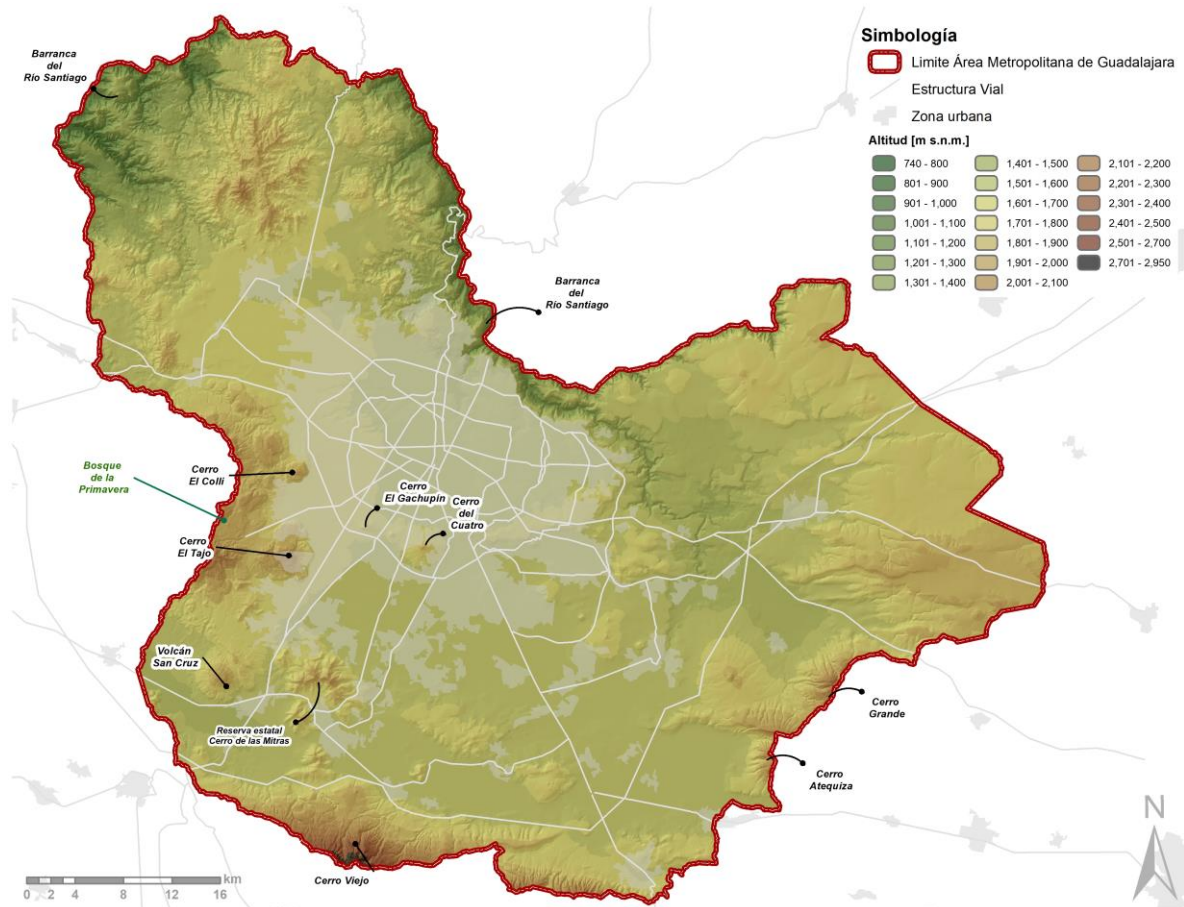 Simbología
Limite Área Metropolitana de Guadalajara
Estructura Vial
Zona urbana
Altitud [m s.n.m.]
740 - 800
801 - 900
901 - 1,000
1,001 - 1,100
1,101 - 1,200
1,201 - 1,300
1,301 - 1,400
1,401 - 1,500
1,501 - 1,600
1,601 - 1,700
1,701 - 1,800
1,801 - 1,900
1,901 - 2,000
2,001 - 2,100
2,101 - 2,200
2,201 - 2,300
2,301 - 2,400
2,401 - 2,500
2,501 - 2,700
2,701 - 2,950
Barranca
del
Río Santiago
Barranca
del
Río Santiago
Bosque
de la
Primavera
Cerro
El Colli
Cerro
El Gachupín
Cerro
del
Cuatro
Cerro
El Tajo
Volcán
San Cruz
Reserva estatal
Cerro de las Mitras
Cerro
Grande
Cerro
Atequiza
Cerro Viejo
N
km
0 2 4 8 12 16